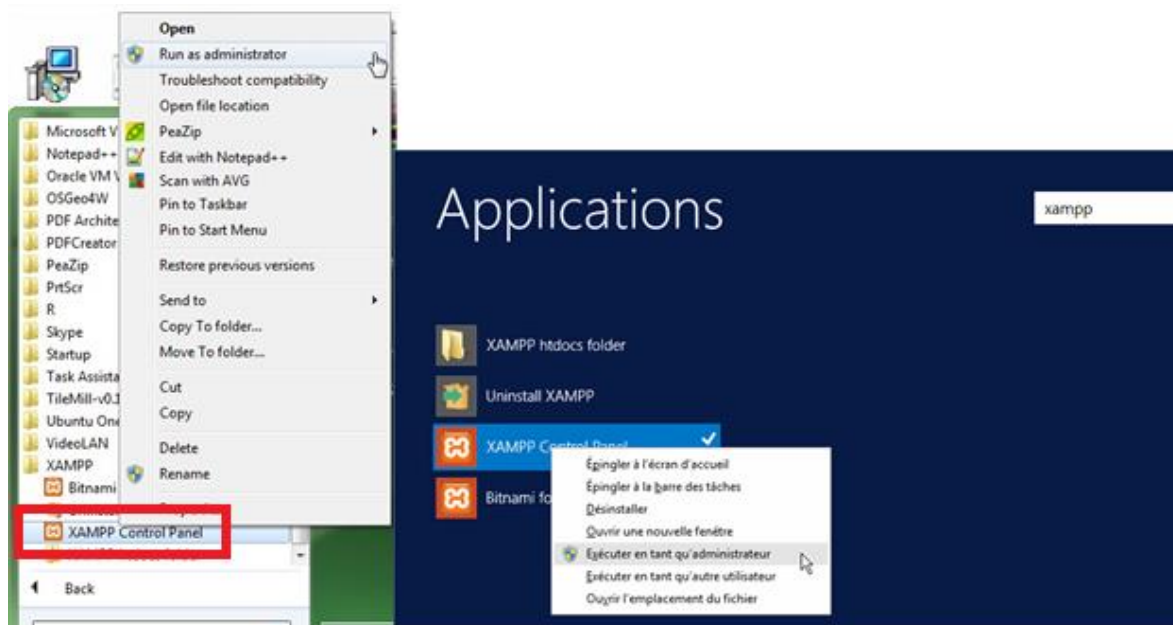 Open
Run as administrator
Troubleshoot compatibility
Open file location
PeaZip
Edit with Notepad++
Scan with AVG
Pin to Taskbar
Pin to Start Menu
Restore previous versions
Send to
Copy To folder...
Move To folder...
Cut
Copy
Delete
Rename
Microsoft V
Notepad++
Oracle VM V
OSGeo4W
PDF Archite
PDFCreator
PeaZip
PrtScr
R
Skype
Startup
Task Assista
TileMill-v0.1
Ubuntu One
VideoLAN
XAMPP
Bitnami
XAMPP Control Panel
Back
Applications
xampp
XAMPP htdocs folder
Uninstall XAMPP
XAMPP Control Panel
Bitnami fo
Épingler à l'écran d'accueil
Épingler à la barre des tâches
Désinstaller
Ouvrir une nouvelle fenêtre
Exécuter en tant qu'administrateur
Exécuter en tant qu'autre utilisateur
Ouvrir l'emplacement du fichier